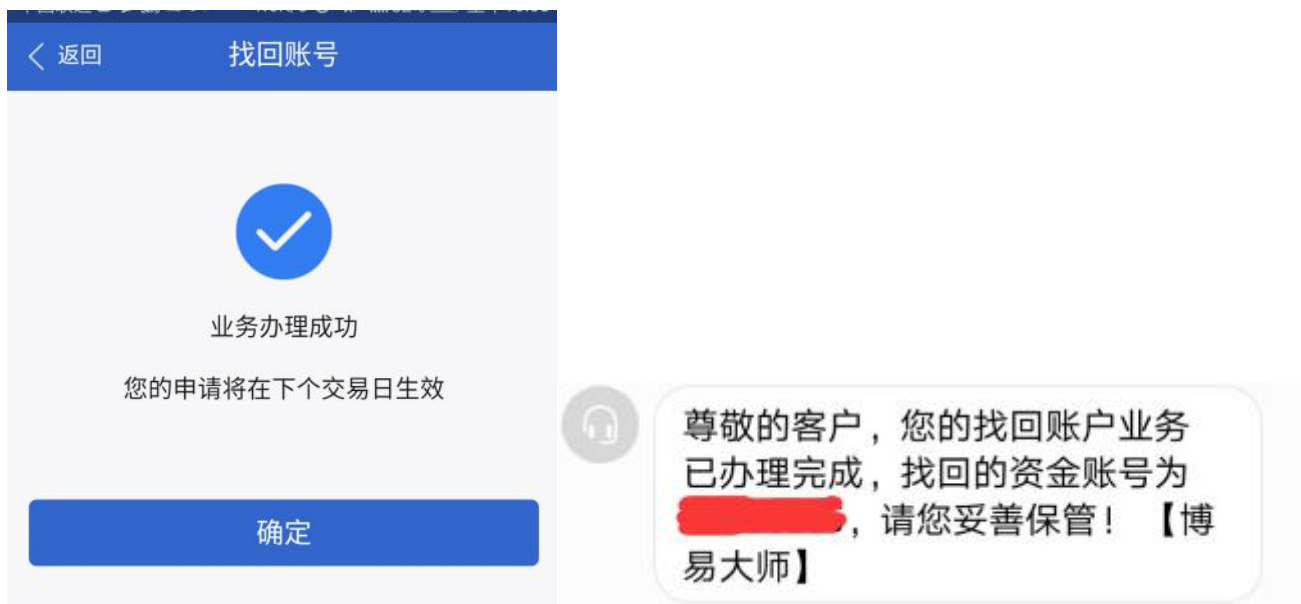 返回
找回账号
业务办理成功
您的申请将在下个交易日生效
确定
尊敬的客户，您的找回账户业务
已办理完成，找回的资金账号为
，请您妥善保管！【博
易大师】